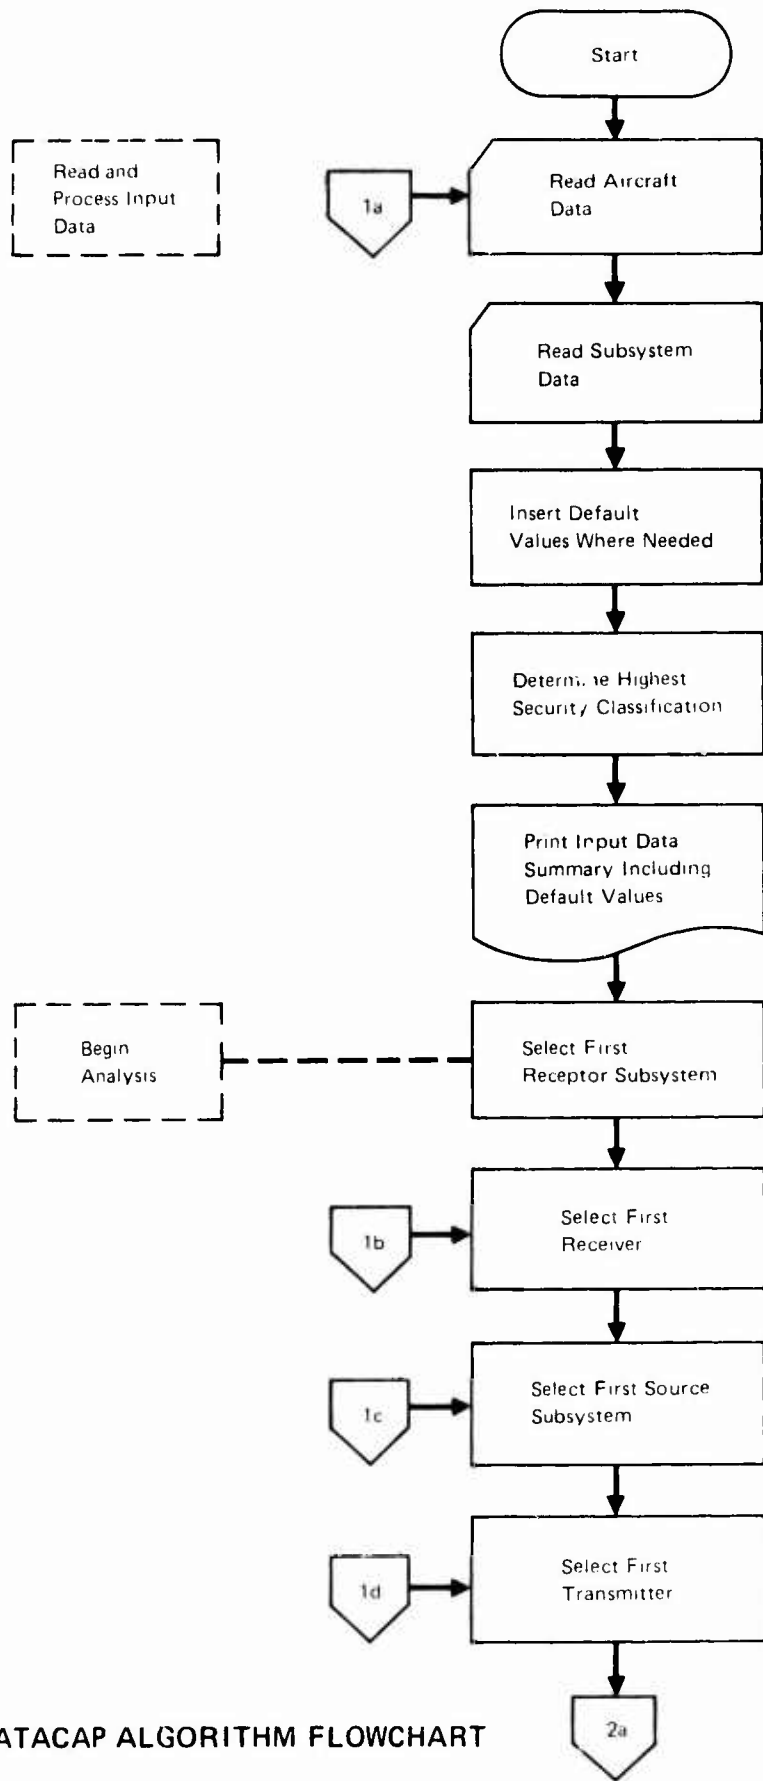 Start
Read and
Process Input
Data
1a
Read Aircraft
Data
Read Subsystem
Data
Insert Default
Values Where Needed
Determine Highest
Security Classification
Print Input Data
Summary Including
Default Values
Begin
Analysis
Select First
Receptor Subsystem
1b
Select First
Receiver
1c
Select First Source
Subsystem
1d
Select First
Transmitter
2a
ATACAP ALGORITHM FLOWCHART